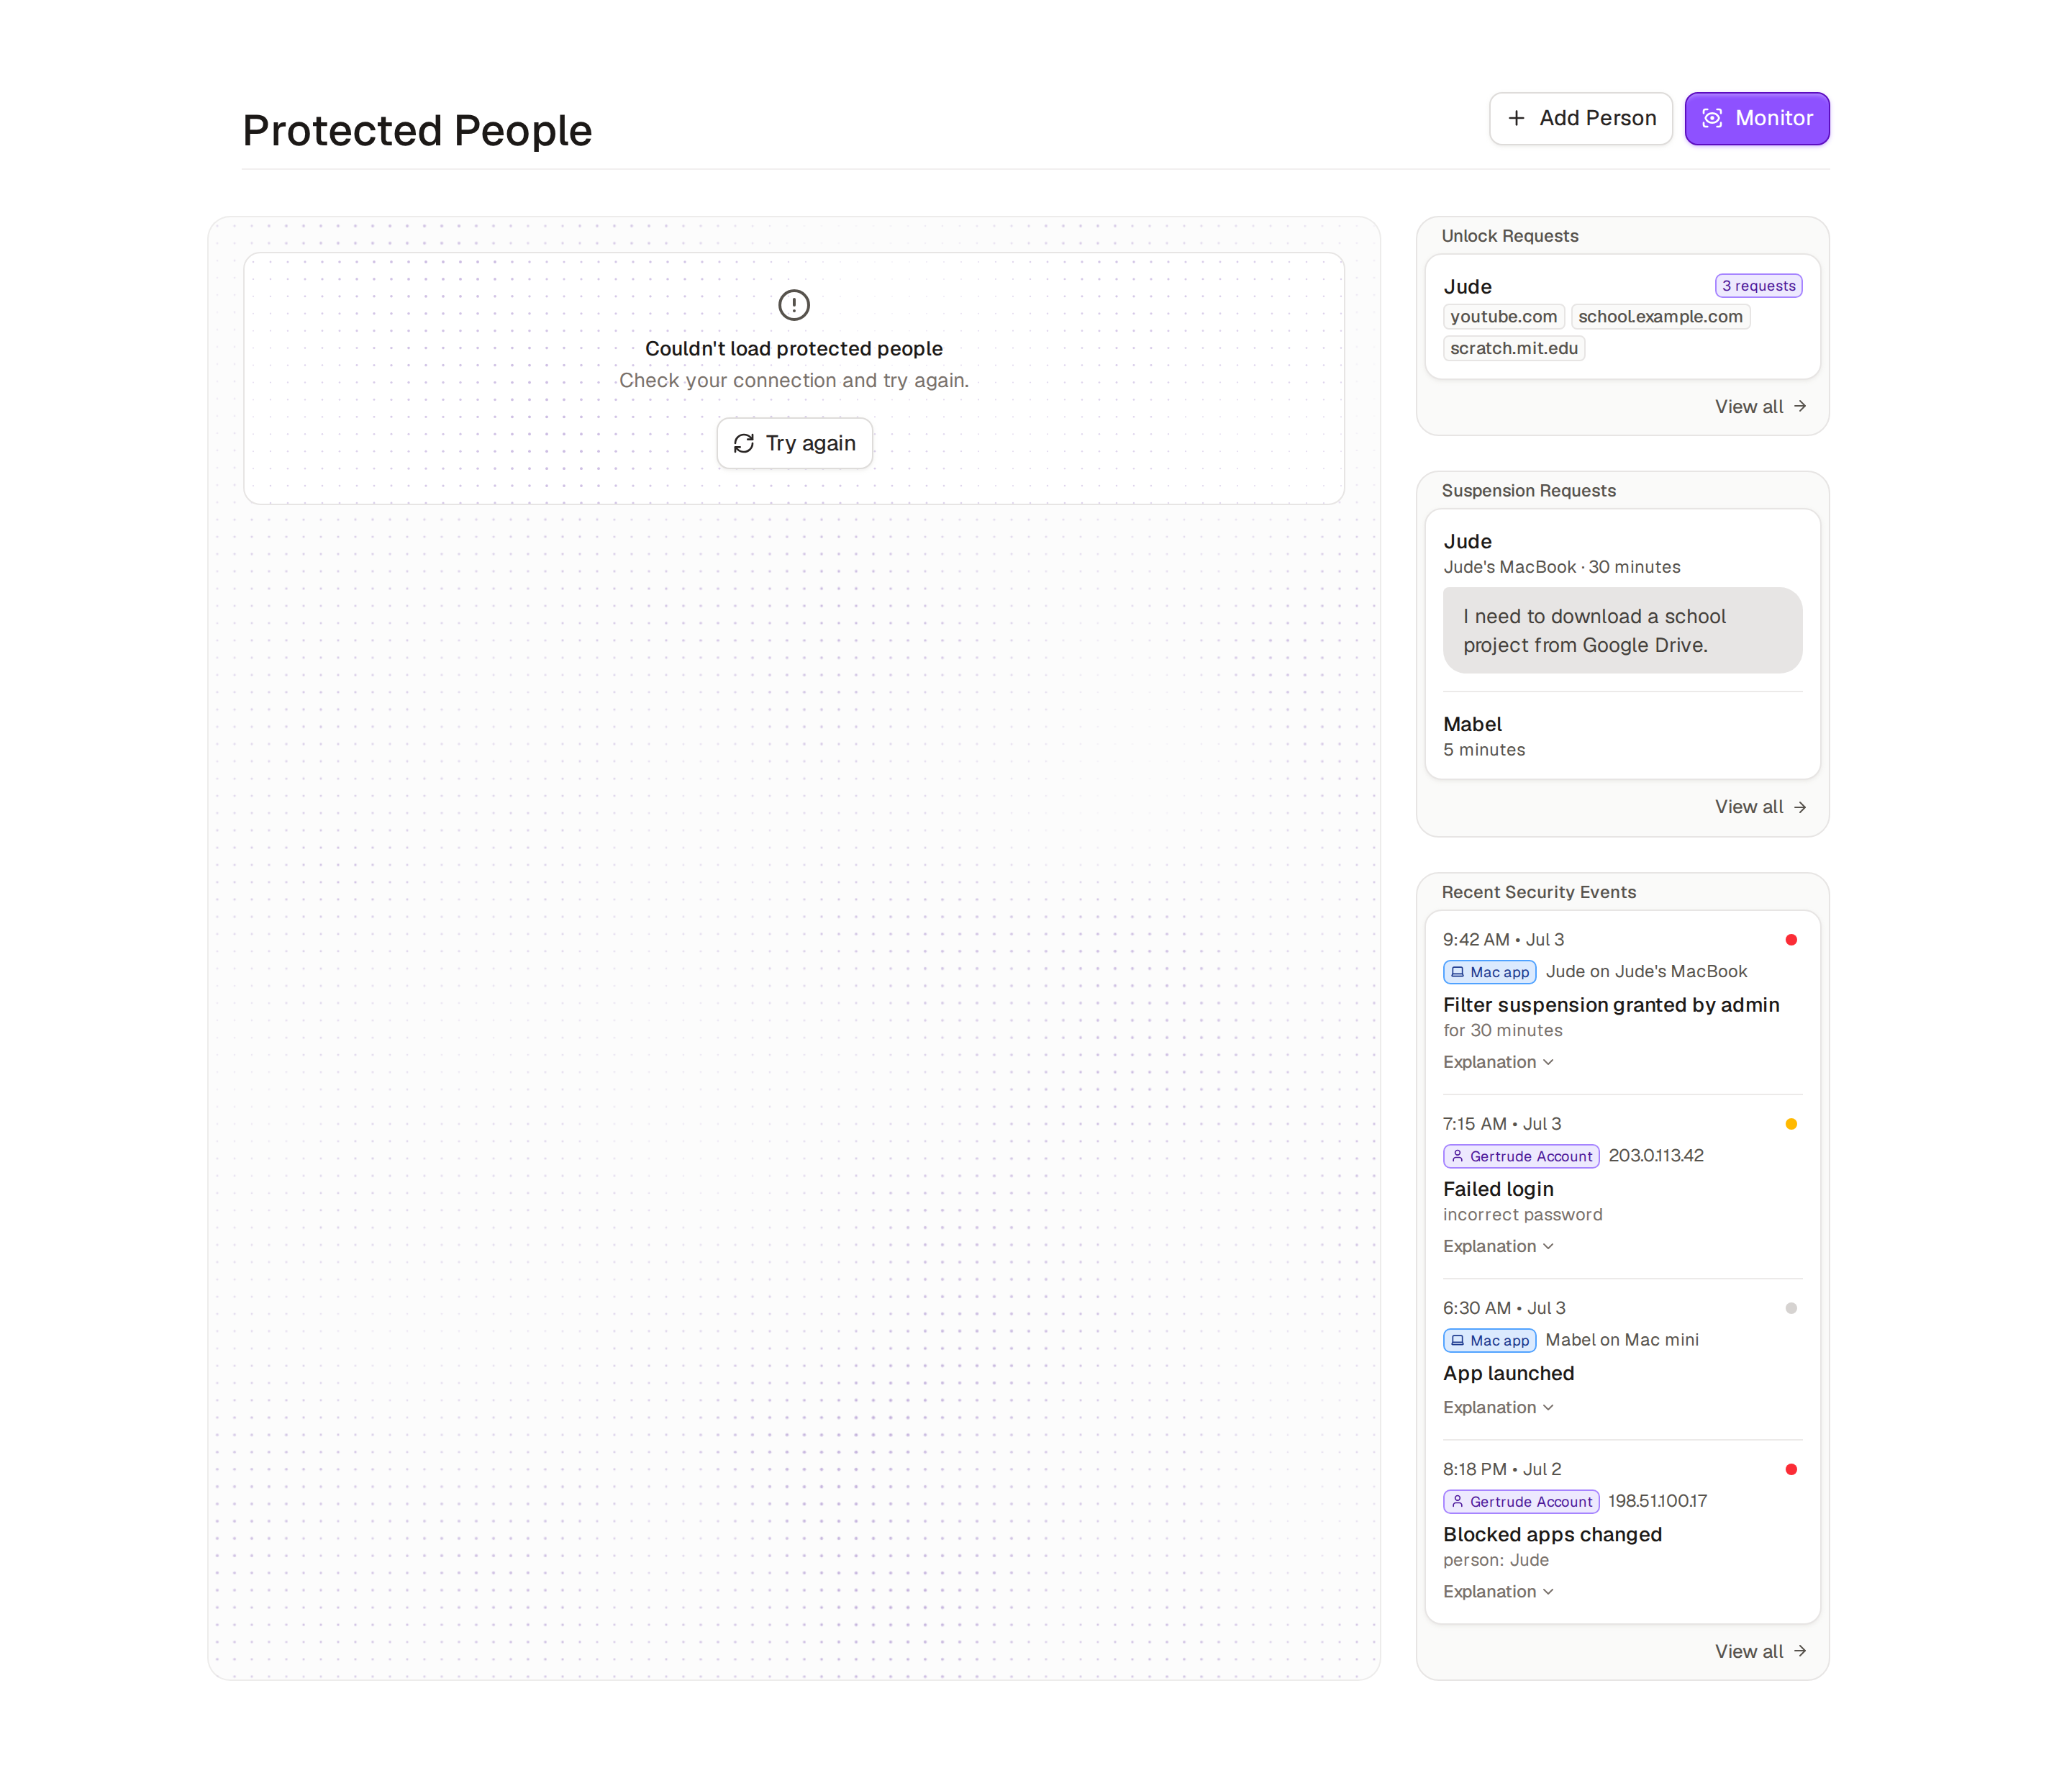 Protected People
Add Person
Monitor
Couldn't load protected people
Check your connection and try again.
Try again
Unlock Requests
Jude
3 requests
youtube.com
school.example.com
scratch.mit.edu
View all
Suspension Requests
Jude
Jude's MacBook · 30 minutes
I need to download a school
project from Google Drive.
Mabel
5 minutes
View all
Recent Security Events
9:42 AM • Jul 3
Mac app Jude on Jude's MacBook
Filter suspension granted by admin
for 30 minutes
Explanation
7:15 AM • Jul 3
Gertrude Account 203.0.113.42
Failed login
incorrect password
Explanation
6:30 AM • Jul 3
Mac app Mabel on Mac mini
App launched
Explanation
8:18 PM • Jul 2
Gertrude Account 198.51.100.17
Blocked apps changed
person: Jude
Explanation
View all